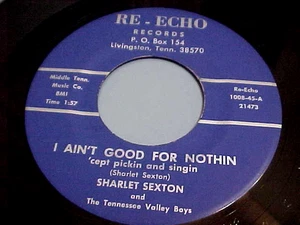 RE - ECHO
RECORDS
P. O. Box 154
Livingston, Tenn. 38570
Middle Tenn.
Music Co.
BMI
Time 1:57
Re-Echo
1008-45-A
21473
I AIN'T GOOD FOR NOTHIN
'cept pickin and singin
(Sharlet Sexton)
SHARLET SEXTON
and
The Tennessee Valley Boys